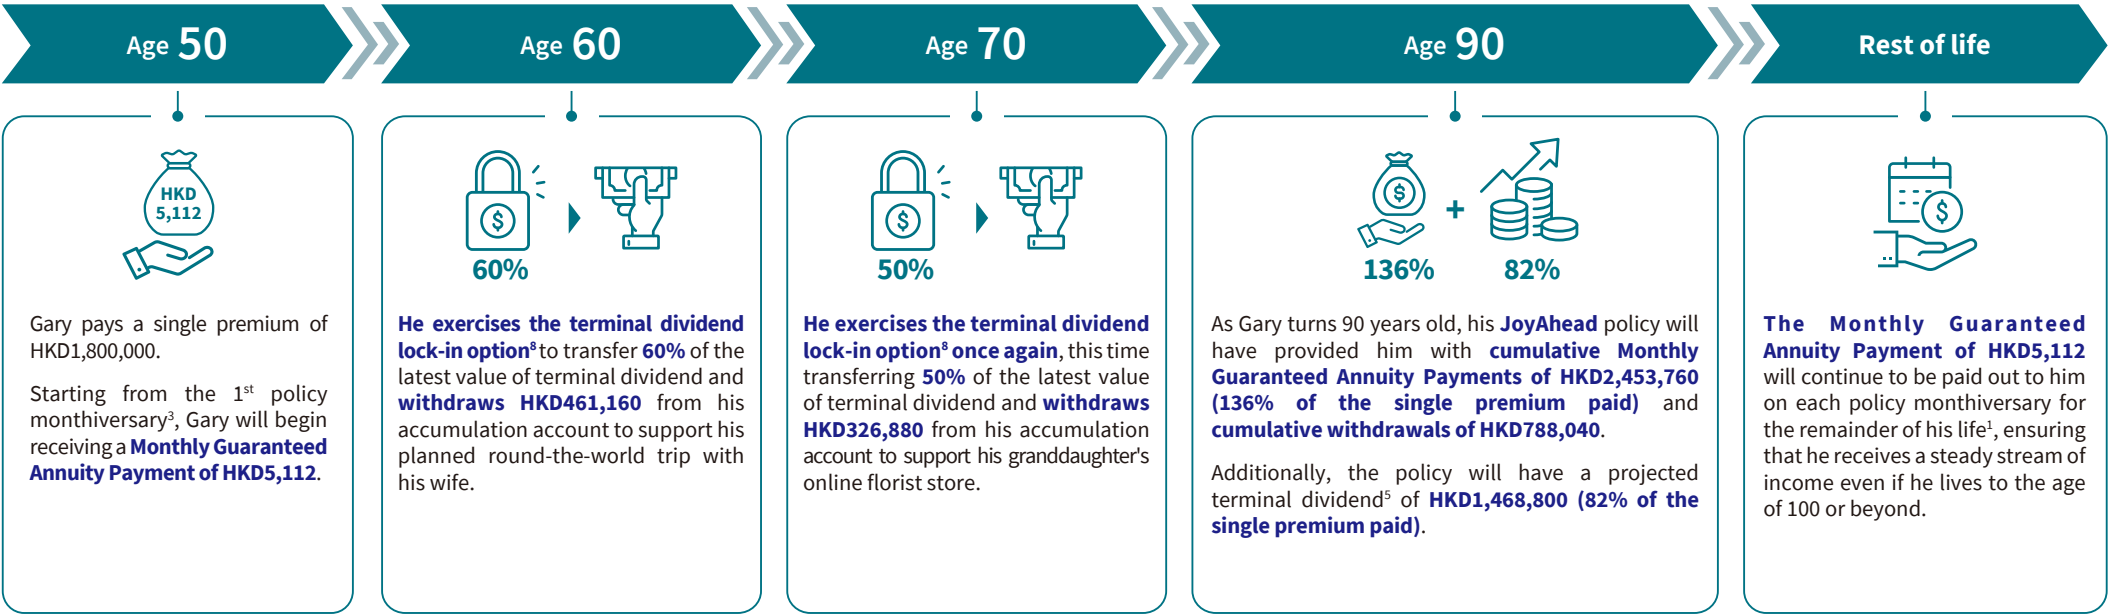 Age 50
HKD
5,112
Gary pays a single premium of
HKD1,800,000.
Starting from the 1st policy
monthiversary3, Gary will begin
receiving a Monthly Guaranteed
Annuity Payment of HKD5,112.
Age 60
60%
He exercises the terminal dividend
lock-in option8 to transfer 60% of the
latest value of terminal dividend and
withdraws HKD461,160 from his
accumulation account to support his
planned round-the-world trip with
his wife.
Age 70
50%
He exercises the terminal dividend
lock-in option8 once again, this time
transferring 50% of the latest value
of terminal dividend and withdraws
HKD326,880 from his accumulation
account to support his granddaughter's
online florist store.
Age 90
136% + 82%
As Gary turns 90 years old, his JoyAhead policy will
have provided him with cumulative Monthly
Guaranteed Annuity Payments of HKD2,453,760
(136% of the single premium paid) and
cumulative withdrawals of HKD788,040.
Additionally, the policy will have a projected
terminal dividend5 of HKD1,468,800 (82% of the
single premium paid).
Rest of life
The Monthly Guaranteed
Annuity Payment of HKD5,112
will continue to be paid out to him
on each policy monthiversary for
the remainder of his life1, ensuring
that he receives a steady stream of
income even if he lives to the age
of 100 or beyond.